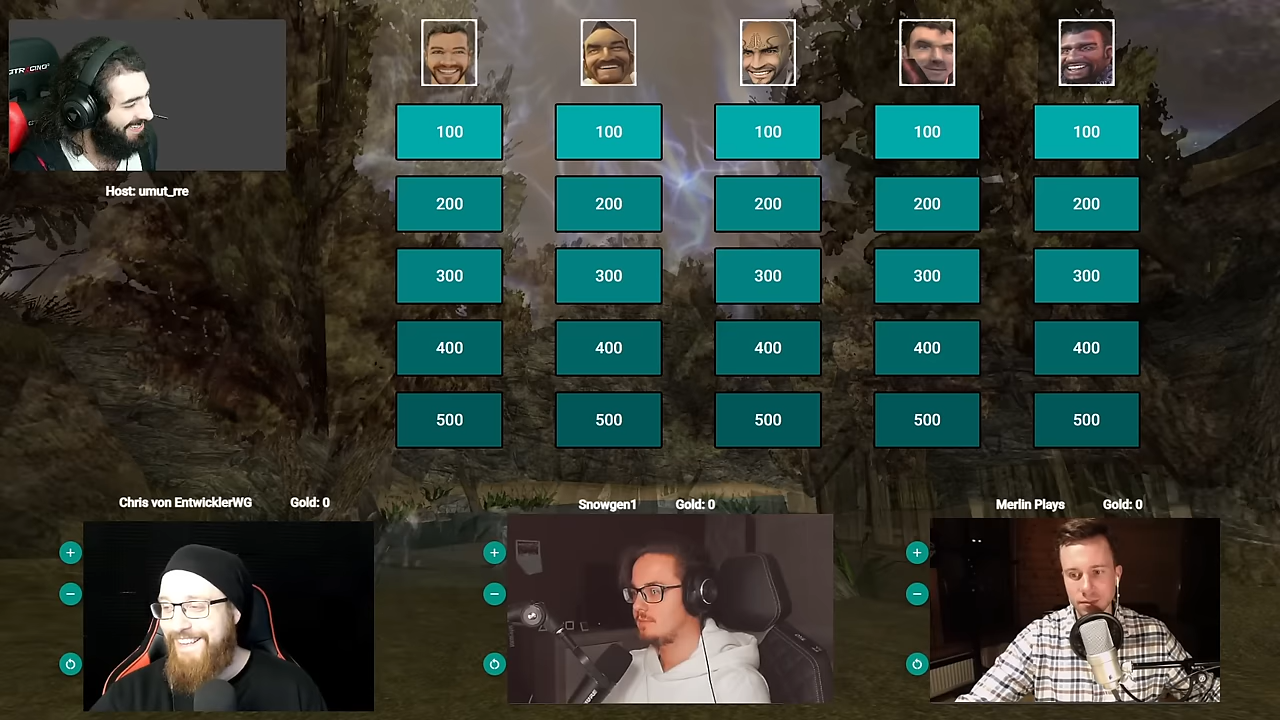 Host: umut_rre
100 100 100 100 100
200 200 200 200 200
300 300 300 300 300
400 400 400 400 400
500 500 500 500 500
Chris von EntwicklerWG Gold: 0
Snowgen1 Gold: 0
Merlin Plays Gold: 0